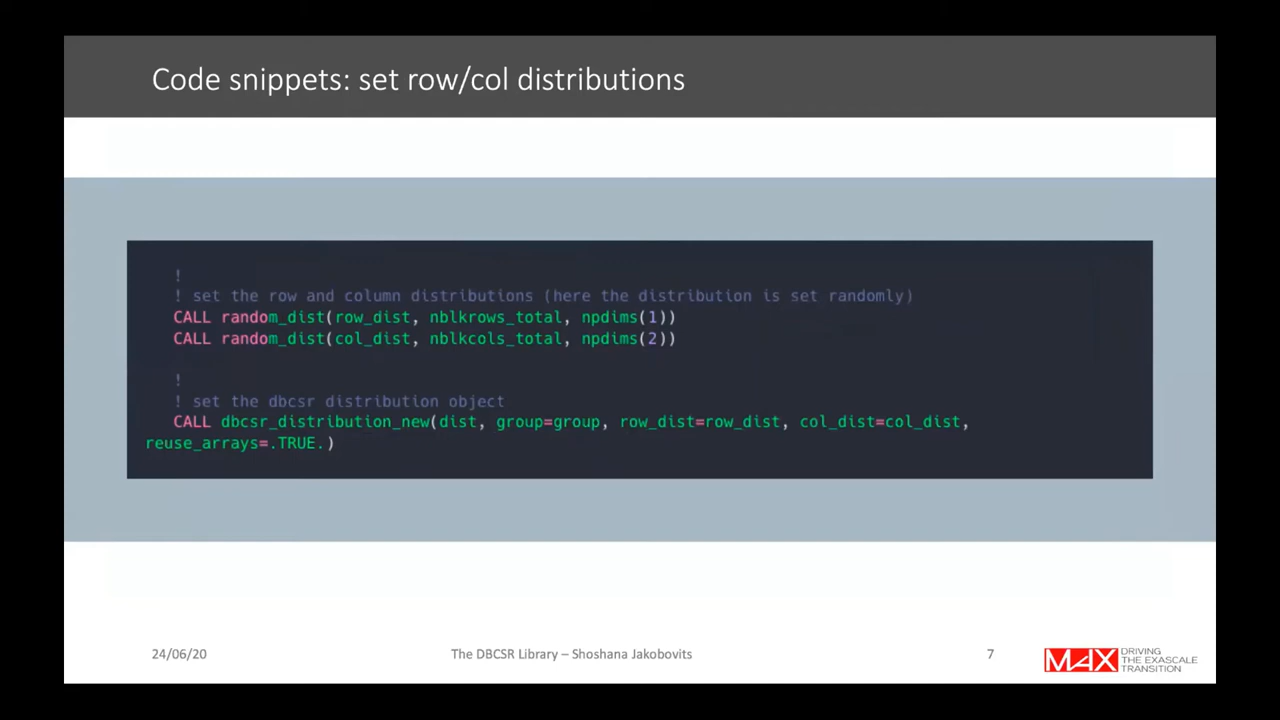 Code snippets: set row/col distributions
!
! set the row and column distributions (here the distribution is set randomly)
CALL random_dist(row_dist, nblkrows_total, npdims(1))
CALL random_dist(col_dist, nblkcols_total, npdims(2))
!
! set the dbcsr distribution object
CALL dbcsr_distribution_new(dist, group=group, row_dist=row_dist, col_dist=col_dist,
reuse_arrays=.TRUE.)
24/06/20
The DBCSR Library – Shoshana Jakobovits
7
MAX
DRIVING
THE EXASCALE
TRANSITION